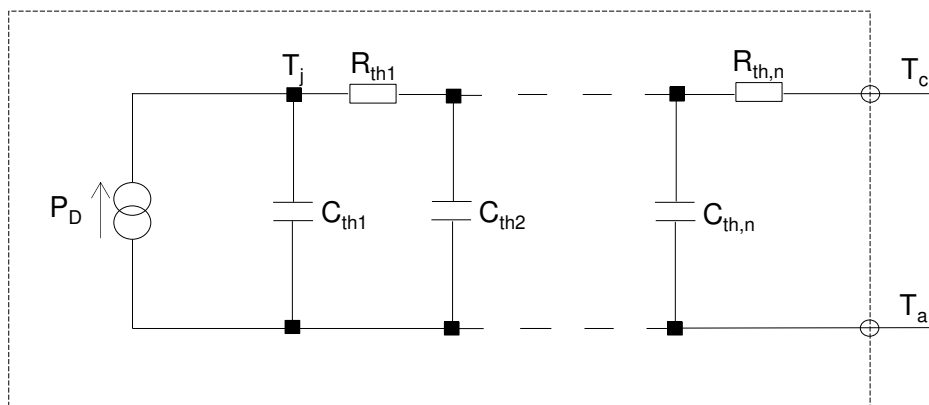 T_j
R_th1
R_th,n
T_c
P_D
C_th1
C_th2
C_th,n
T_a